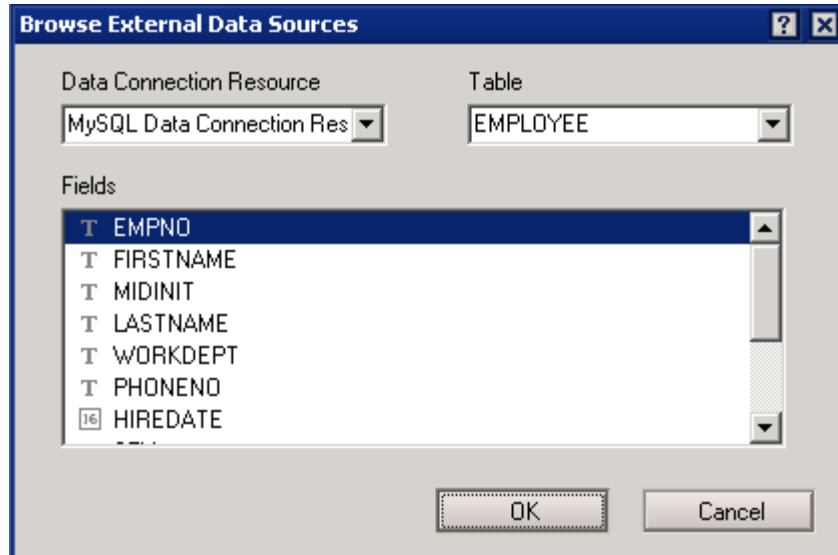 Browse External Data Sources
Data Connection Resource
Table
MySQL Data Connection Res
EMPLOYEE
Fields
T EMPNO
T FIRSTNAME
T MIDINIT
T LASTNAME
T WORKDEPT
T PHONENO
16 HIREDATE
OK
Cancel